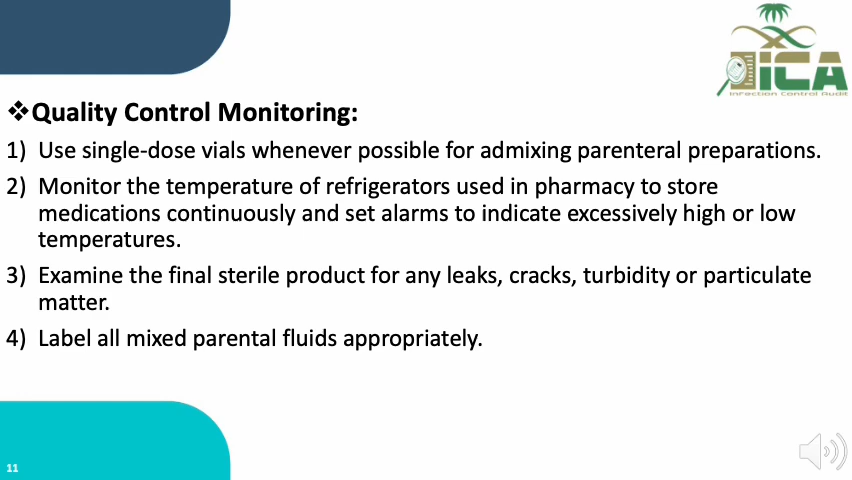 iCA
Infection Control Audit
❖Quality Control Monitoring:
1) Use single-dose vials whenever possible for admixing parenteral preparations.
2) Monitor the temperature of refrigerators used in pharmacy to store
medications continuously and set alarms to indicate excessively high or low
temperatures.
3) Examine the final sterile product for any leaks, cracks, turbidity or particulate
matter.
4) Label all mixed parental fluids appropriately.
11